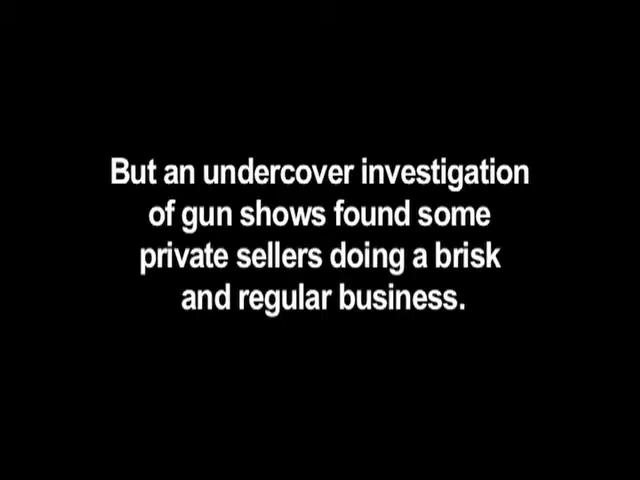 But an undercover investigation
of gun shows found some
private sellers doing a brisk
and regular business.